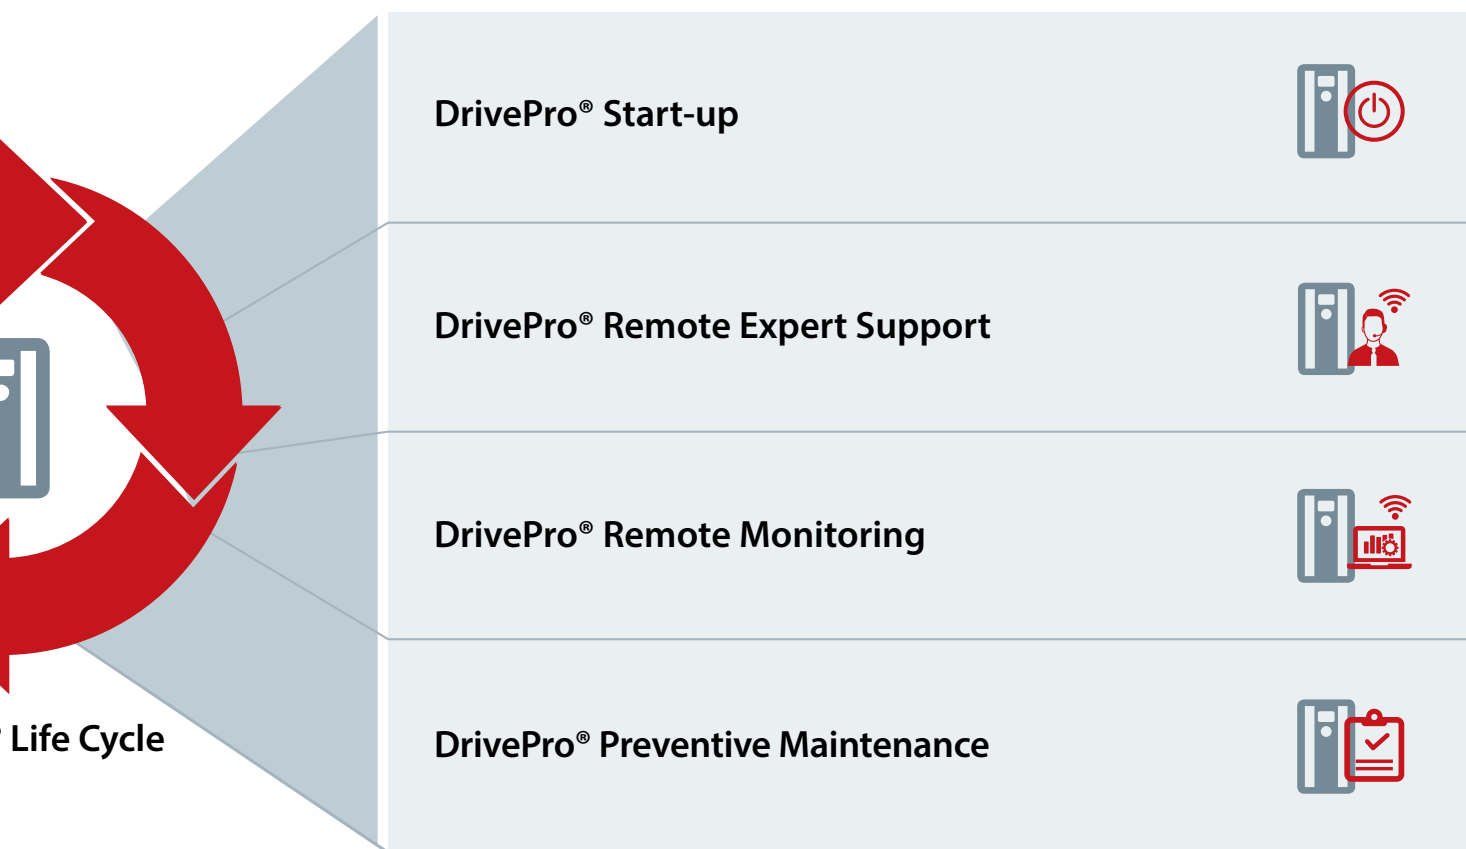 DrivePro® Start-up
DrivePro® Remote Expert Support
DrivePro® Remote Monitoring
® Life Cycle
DrivePro® Preventive Maintenance